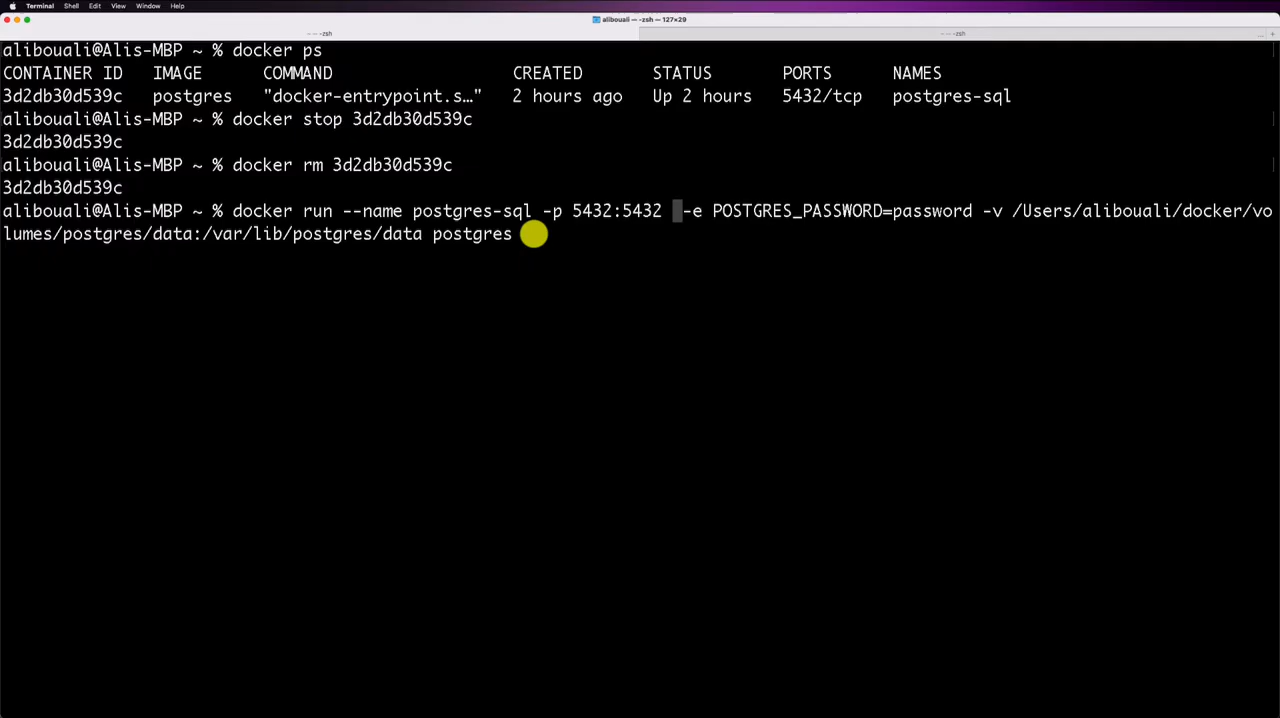 Terminal Shell Edit View Window Help
alibouali — -zsh — 127×29
-- -zsh
-- -zsh
alibouali@Alis-MBP ~ % docker ps
CONTAINER ID IMAGE COMMAND CREATED STATUS PORTS NAMES
3d2db30d539c postgres "docker-entrypoint.s…" 2 hours ago Up 2 hours 5432/tcp postgres-sql
alibouali@Alis-MBP ~ % docker stop 3d2db30d539c
3d2db30d539c
alibouali@Alis-MBP ~ % docker rm 3d2db30d539c
3d2db30d539c
alibouali@Alis-MBP ~ % docker run --name postgres-sql -p 5432:5432 -e POSTGRES_PASSWORD=password -v /Users/alibouali/docker/vo
lumes/postgres/data:/var/lib/postgres/data postgres